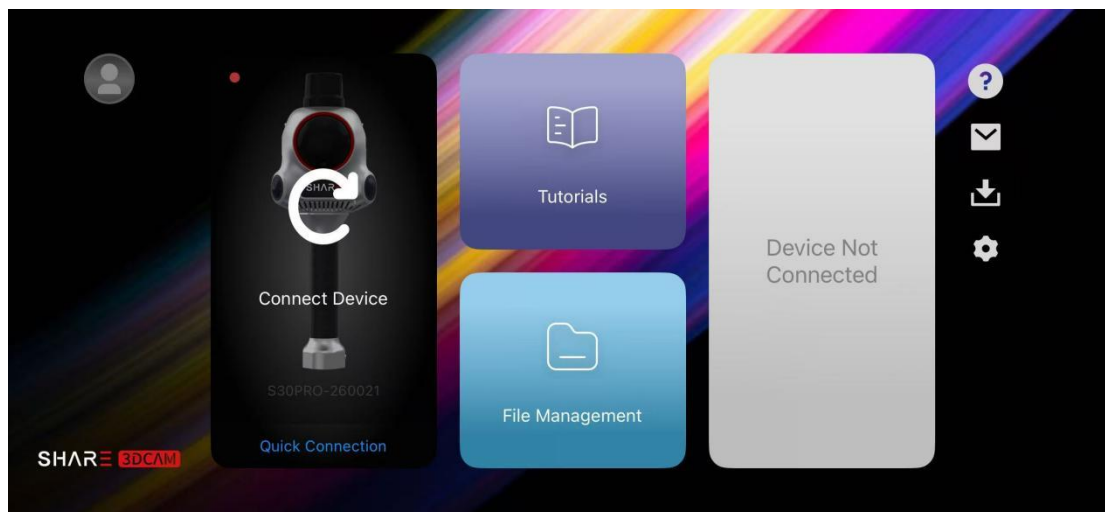 SHAR
Connect Device
S30PRO-260021
Quick Connection
Tutorials
File Management
Device Not
Connected
?
SHARE 3DCAM